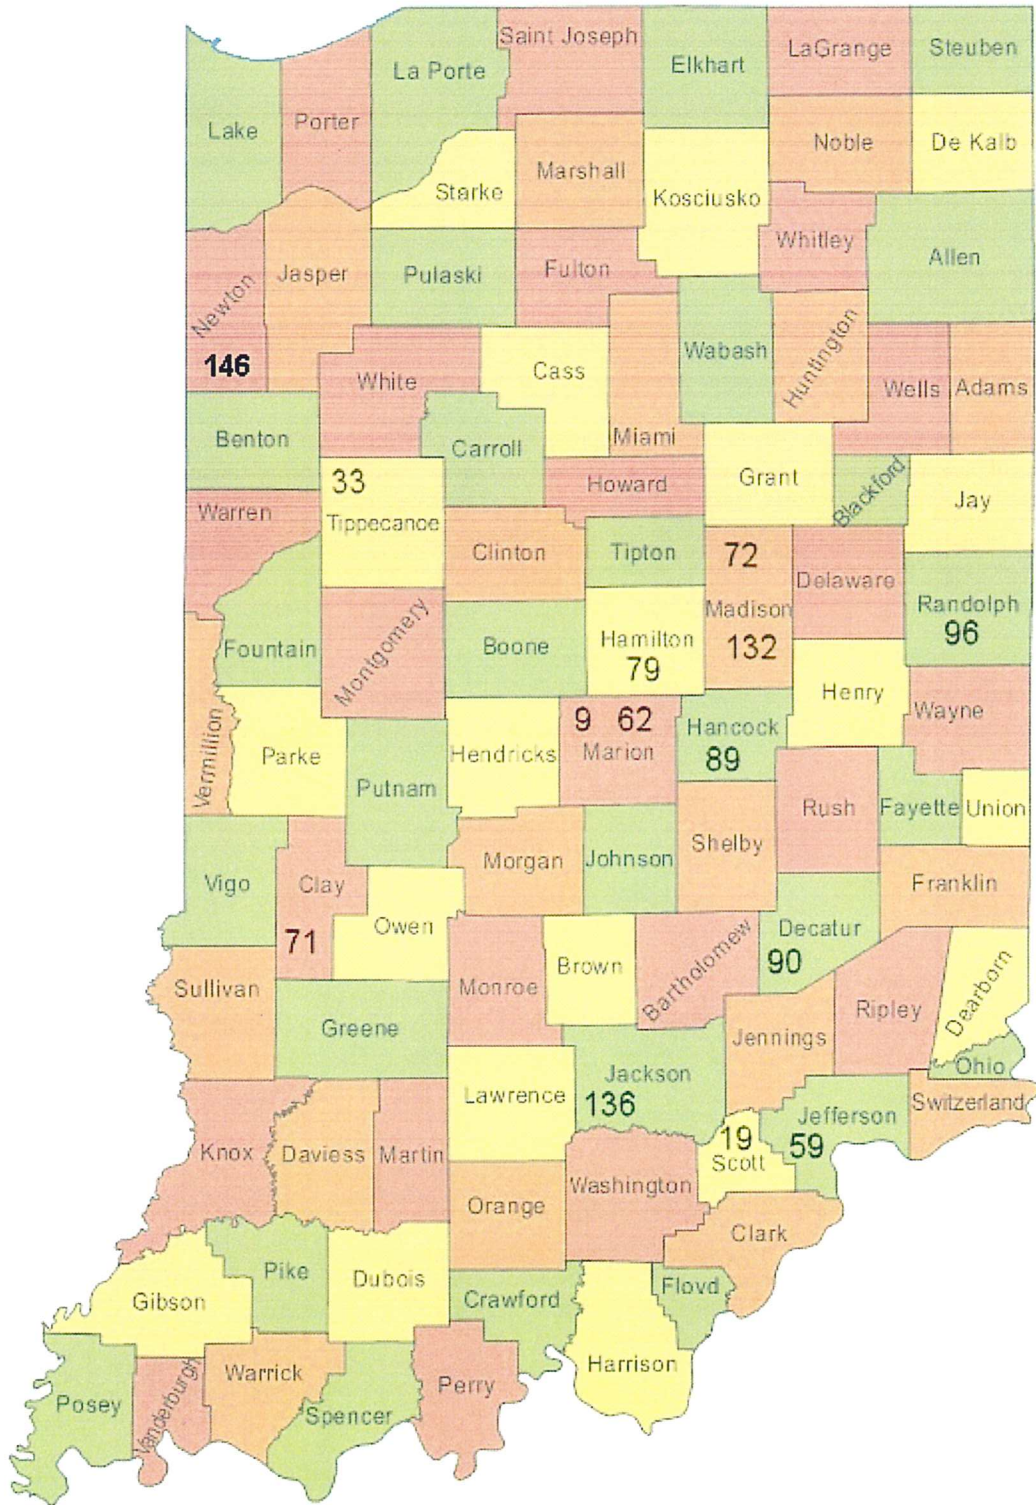 Saint Joseph
LaGrange
Steuben
La Porte
Elkhart
Lake
Porter
Noble
De Kalb
Marshall
Starke
Kosciusko
Whitley
Allen
Jasper
Pulaski
Fulton
Newton
146
Wabash
Huntington
White
Cass
Wells
Adams
Benton
Miami
Carroll
33
Howard
Grant
Blackford
Jay
Warren
Tippecanoe
Clinton
Tipton
72
Delaware
Madison
132
Randolph
96
Fountain
Montgomery
Boone
Hamilton
79
Henry
Wayne
Vermillion
Parke
Hendricks
9 62
Marion
Hancock
89
Putnam
Rush
Fayette
Union
Vigo
Clay
71
Morgan
Johnson
Shelby
Franklin
Owen
Decatur
90
Brown
Bartholomew
Dearborn
Sullivan
Monroe
Ripley
Greene
Jennings
Ohio
Lawrence
Jackson
136
Switzerland
Jefferson
59
19
Scott
Knox
Daviess
Martin
Washington
Orange
Clark
Pike
Dubois
Gibson
Crawford
Floyd
Harrison
Warrick
Perry
Posey
Vanderburgh
Spencer